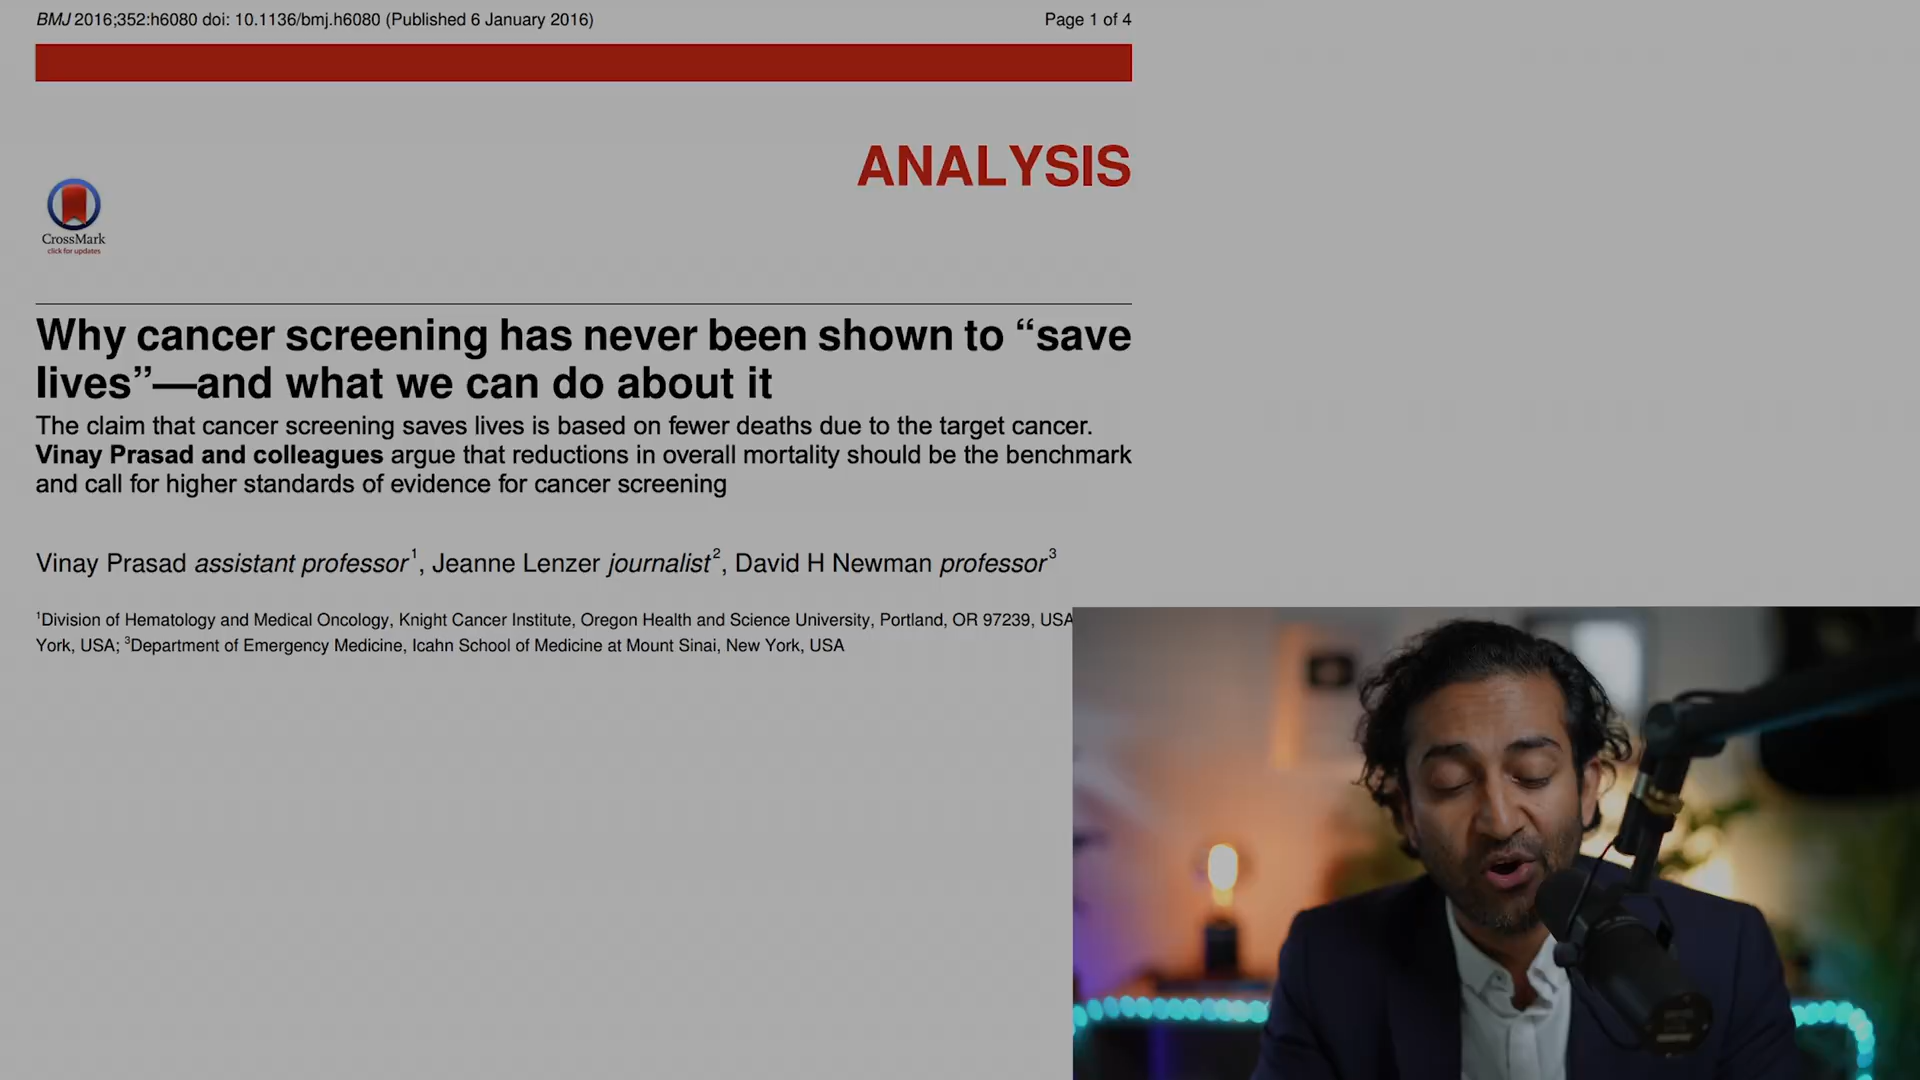 BMJ 2016;352:h6080 doi: 10.1136/bmj.h6080 (Published 6 January 2016)
Page 1 of 4
ANALYSIS
CrossMark
click for updates
Why cancer screening has never been shown to “save
lives”—and what we can do about it
The claim that cancer screening saves lives is based on fewer deaths due to the target cancer.
Vinay Prasad and colleagues argue that reductions in overall mortality should be the benchmark
and call for higher standards of evidence for cancer screening
Vinay Prasad assistant professor¹, Jeanne Lenzer journalist², David H Newman professor³
¹Division of Hematology and Medical Oncology, Knight Cancer Institute, Oregon Health and Science University, Portland, OR 97239, USA
York, USA; ³Department of Emergency Medicine, Icahn School of Medicine at Mount Sinai, New York, USA